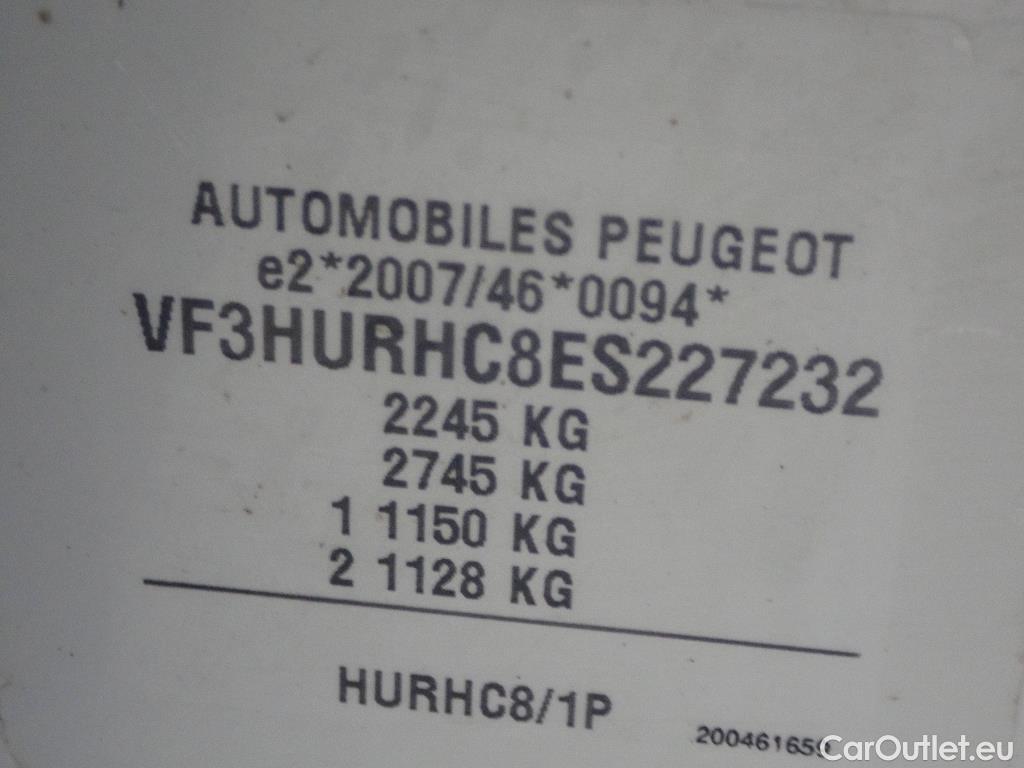 AUTOMOBILES PEUGEOT
e2*2007/46*0094*
VF3HURHC8ES227232
2245 KG
2745 KG
1 1150 KG
2 1128 KG
HURHC8/1P
200461659
CarOutlet.eu